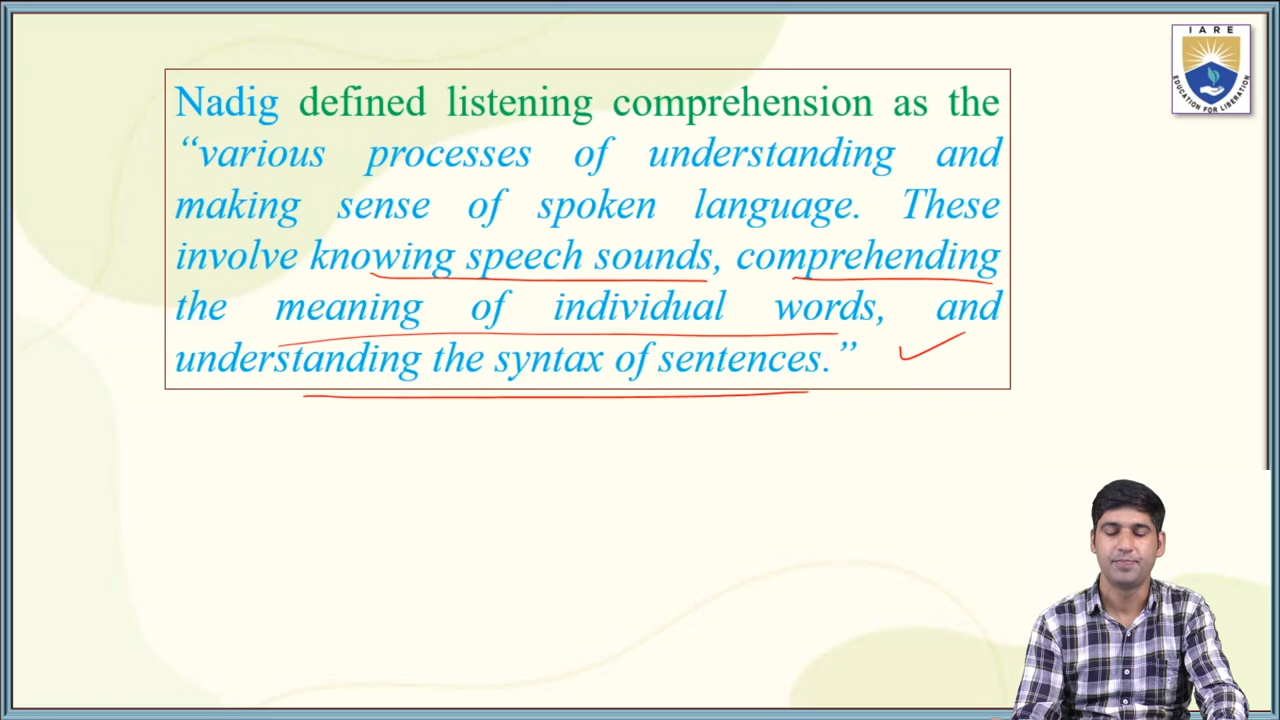 IARE
EDUCATION FOR LIBERATION
Nadig defined listening comprehension as the
“various processes of understanding and
making sense of spoken language. These
involve knowing speech sounds, comprehending
the meaning of individual words, and
understanding the syntax of sentences.”